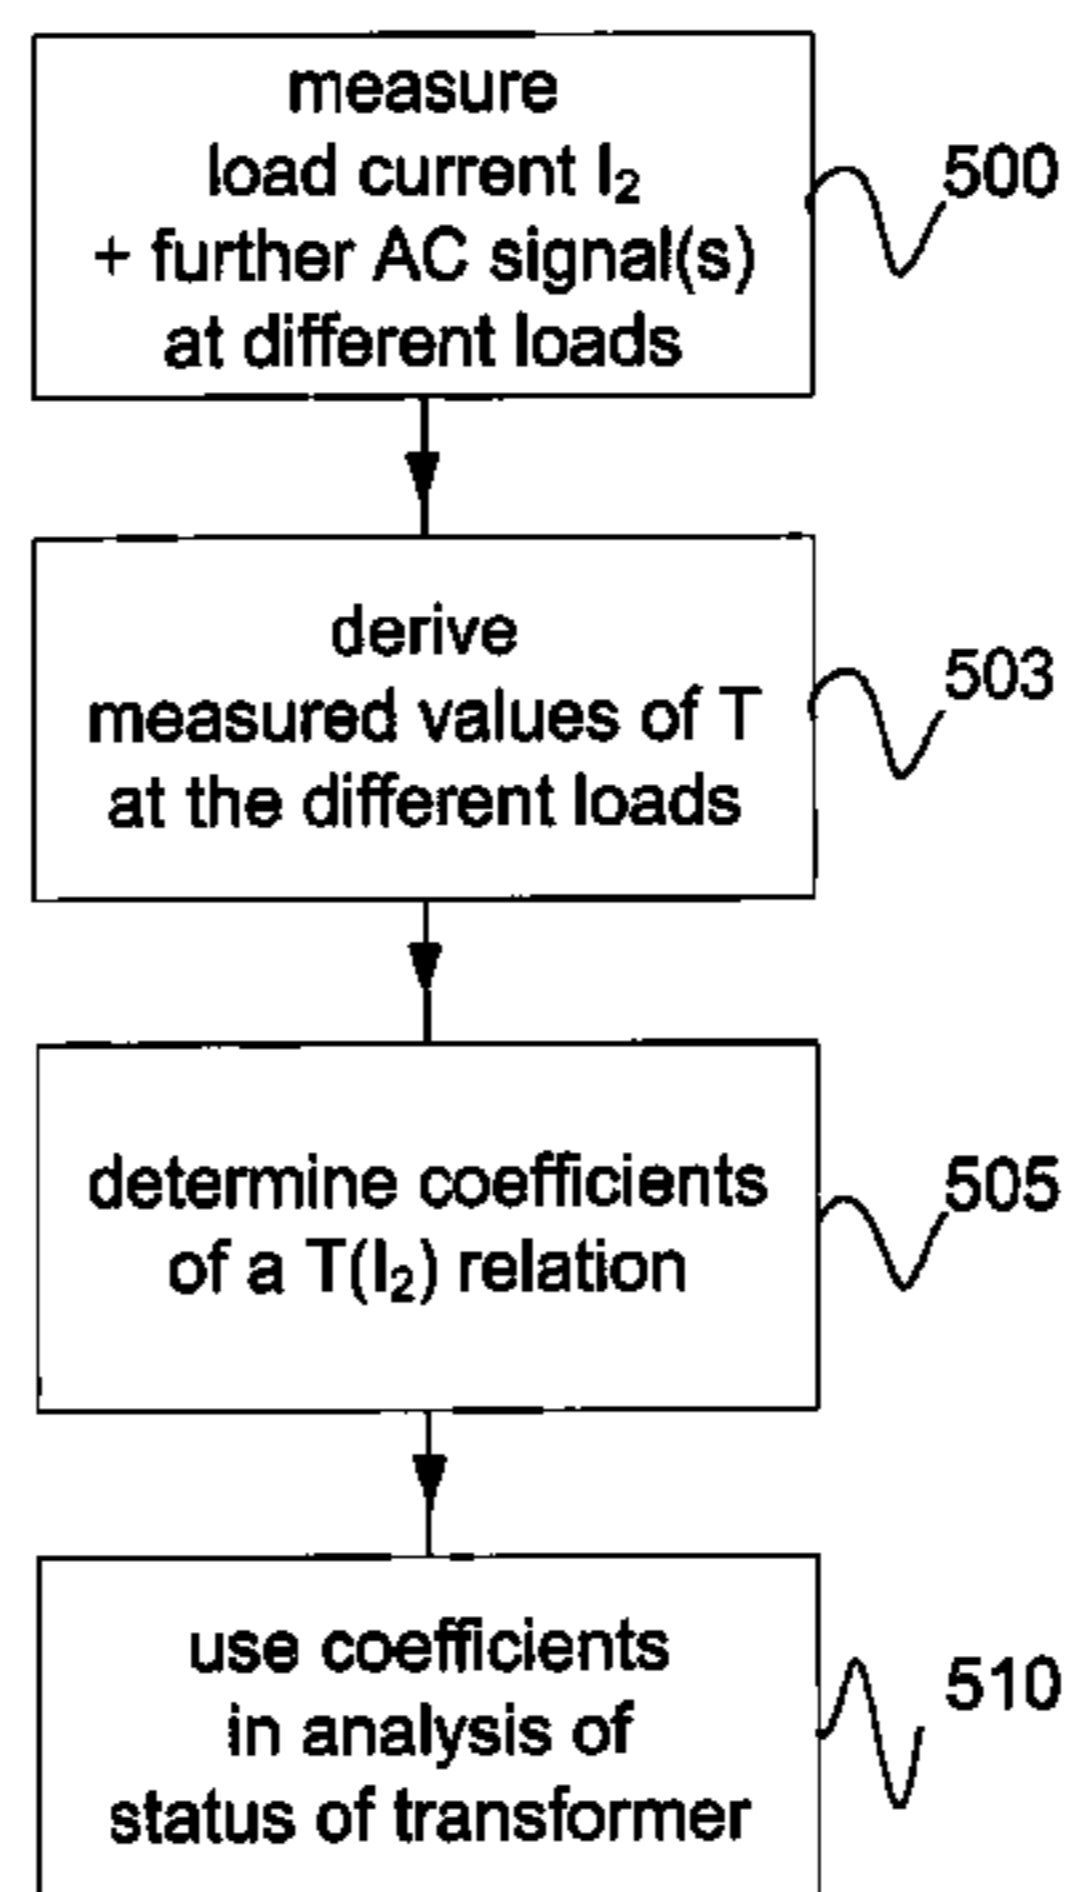 measure
load current I₂
+ further AC signal(s)
at different loads
500
derive
measured values of T
at the different loads
503
determine coefficients
of a T(I₂) relation
505
use coefficients
in analysis of
status of transformer
510